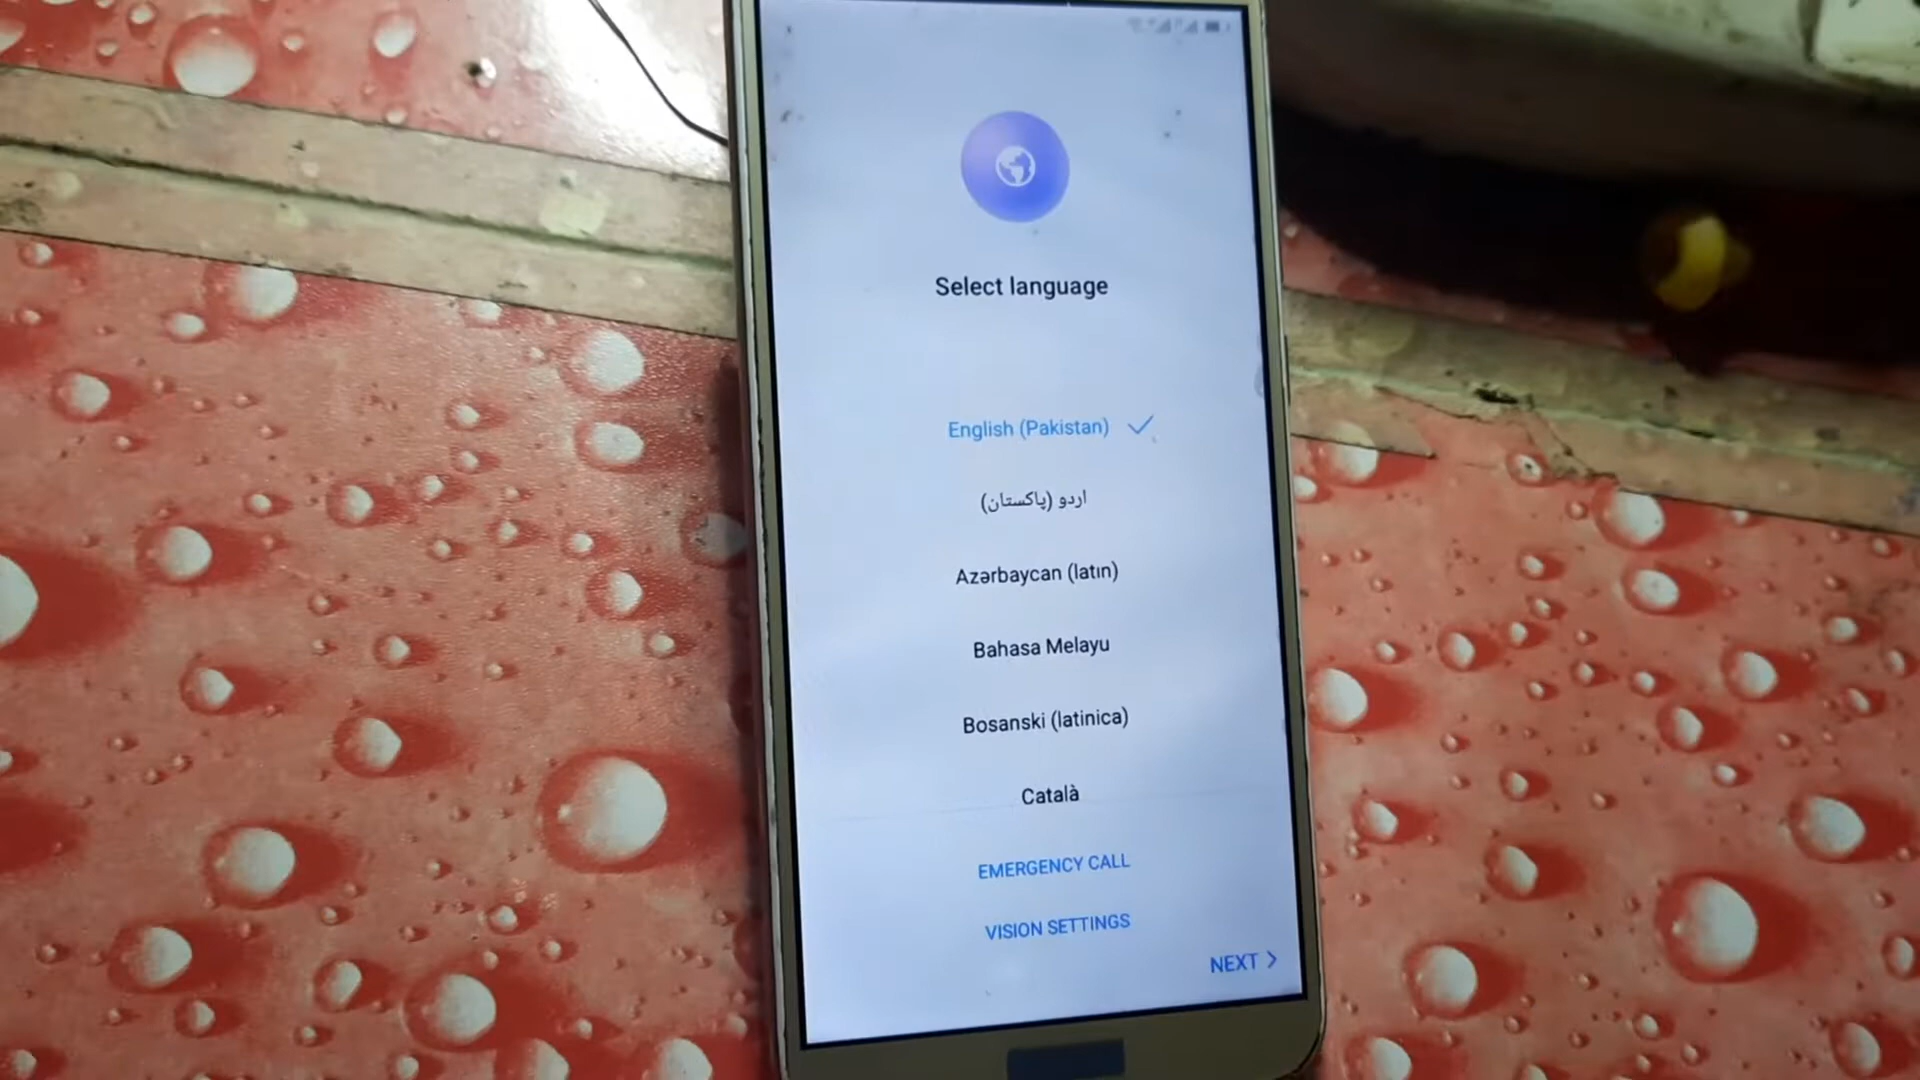 Select language
English (Pakistan)
اردو (پاکستان)
Azərbaycan (latın)
Bahasa Melayu
Bosanski (latinica)
Català
EMERGENCY CALL
VISION SETTINGS
NEXT